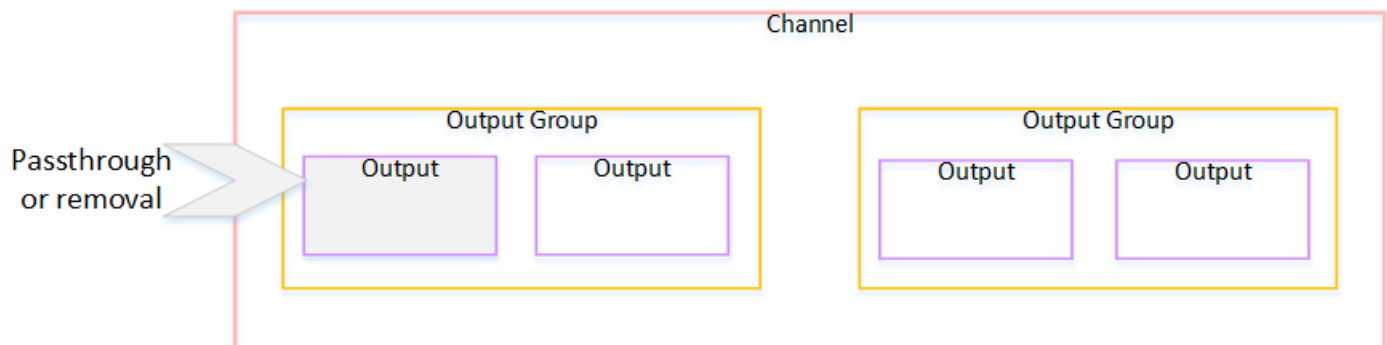 Channel
Output Group
Output Group
Passthrough
or removal
Output
Output
Output
Output